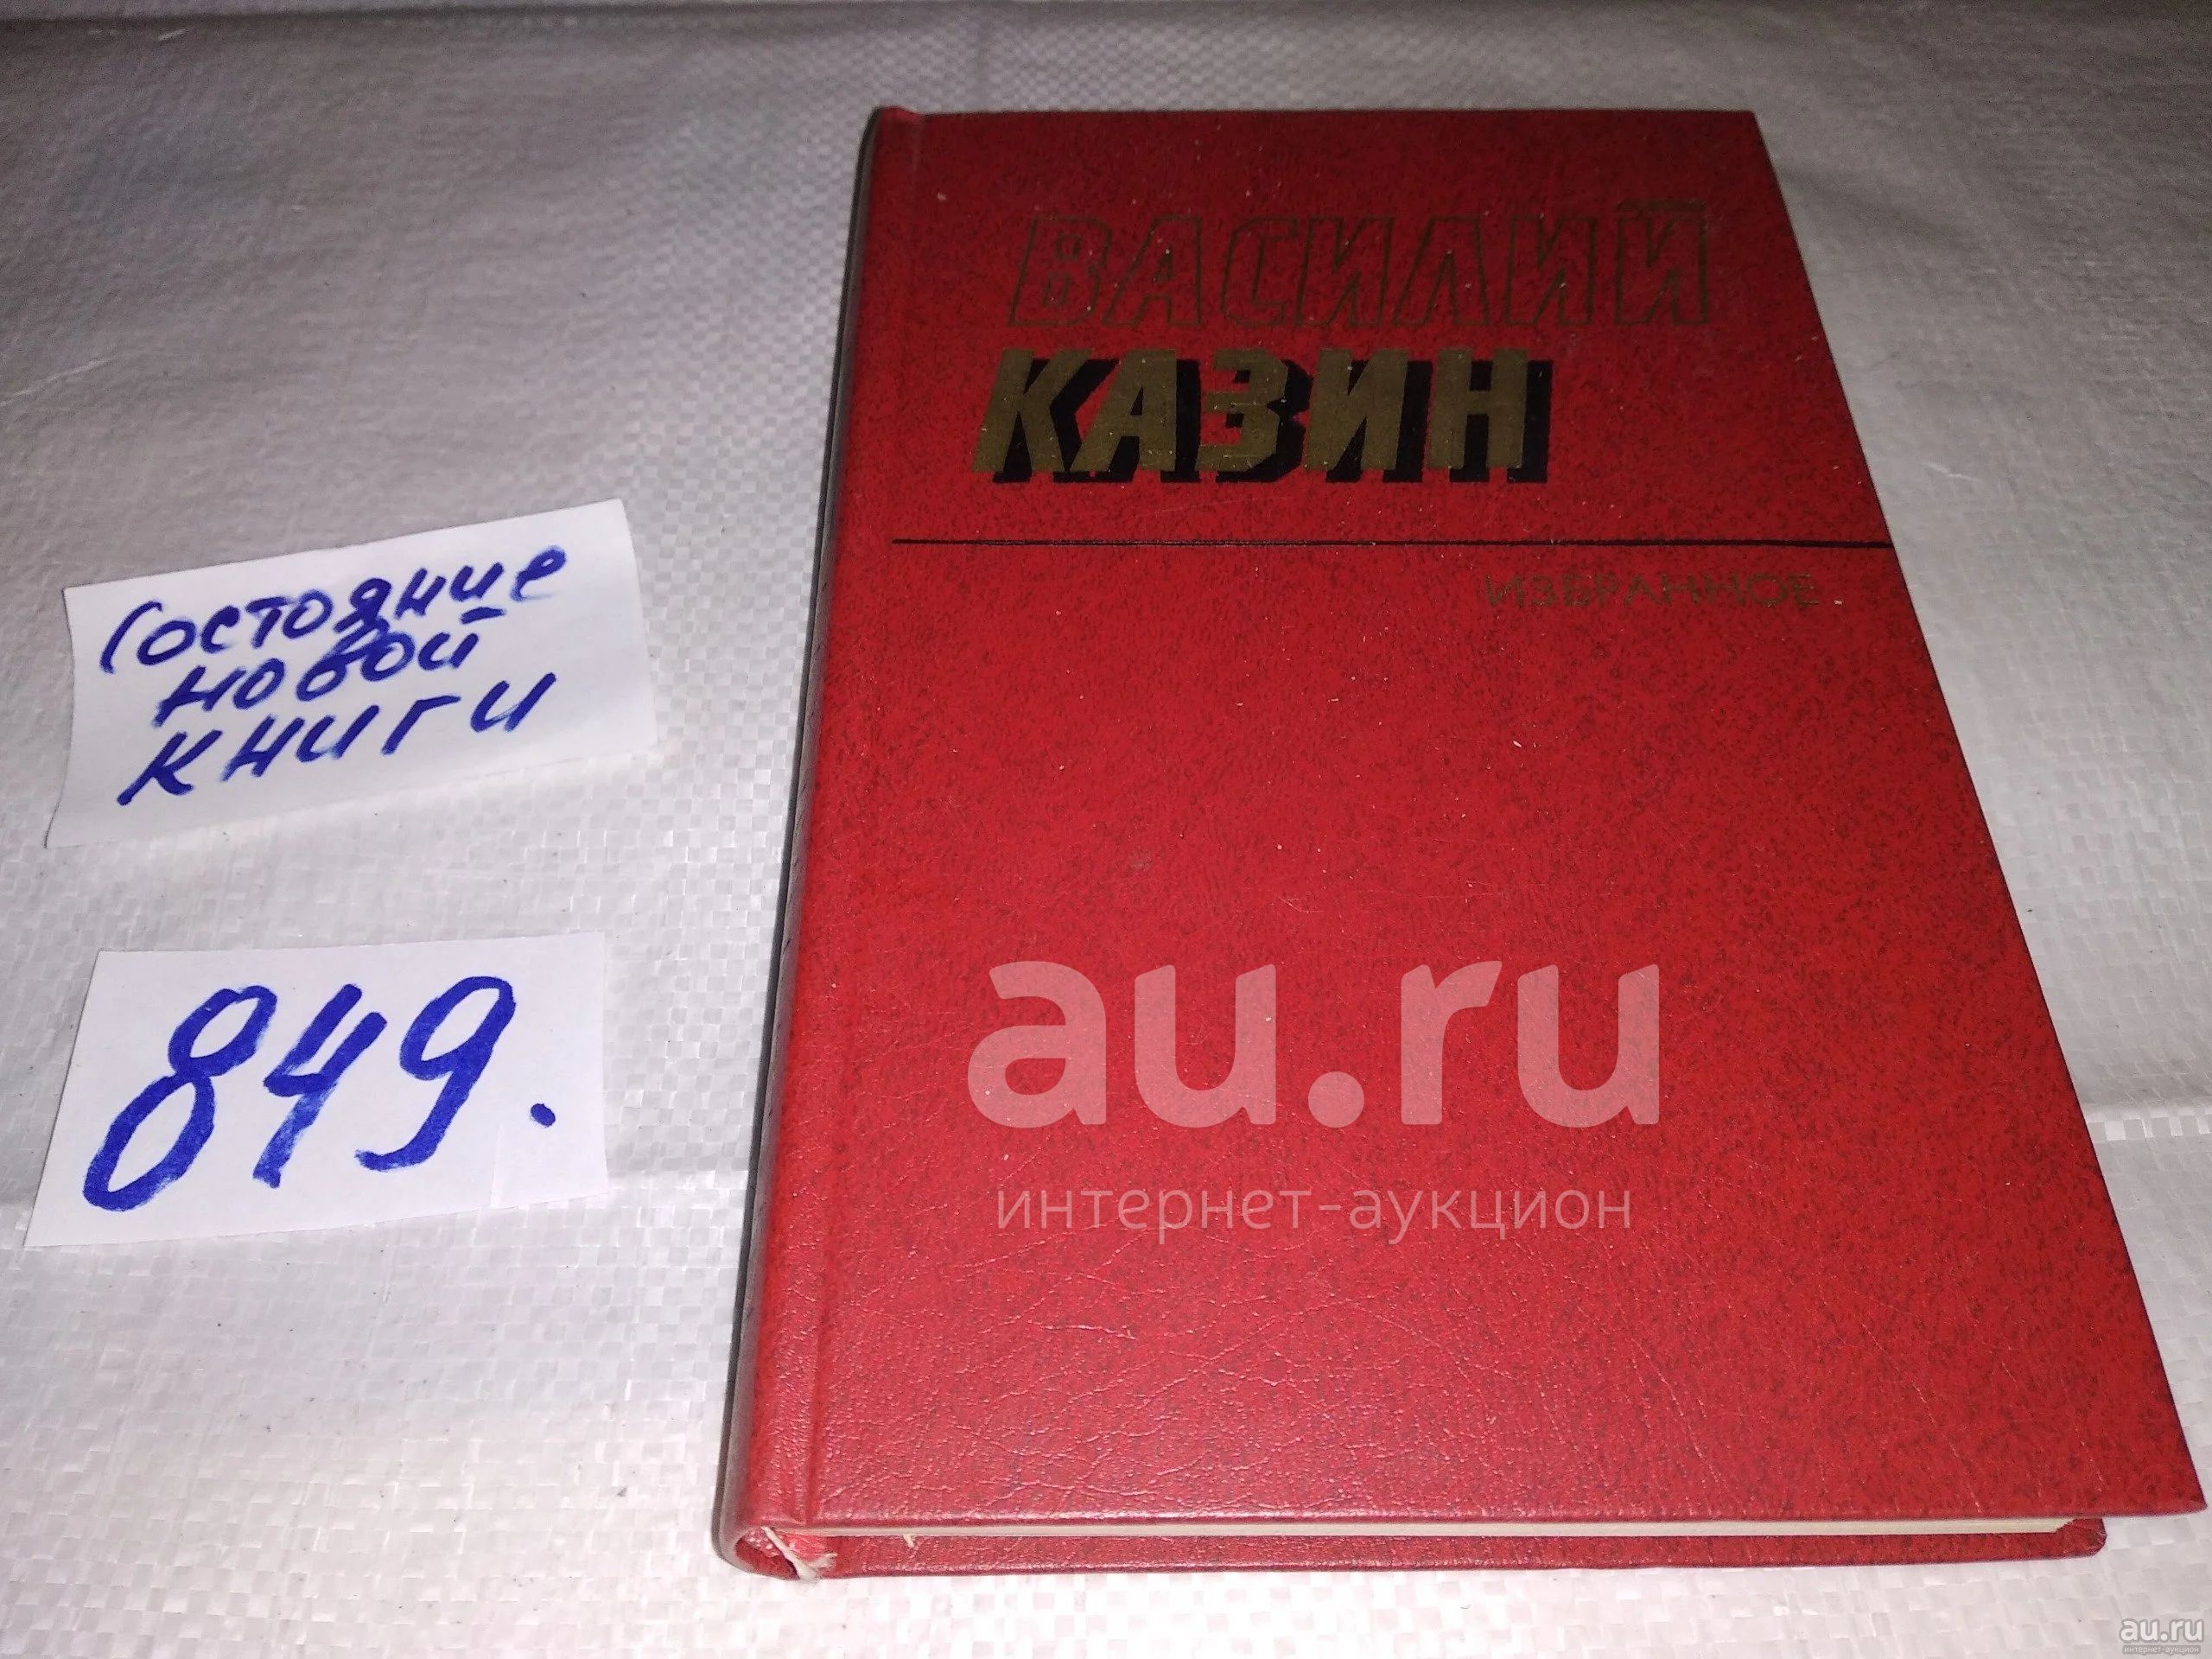 ВАСИЛИЙ
КАЗИН
ИЗБРАННОЕ
Состояние
новой
книги
849.
au.ru
интернет-аукцион
au.ru
интернет-аукцион